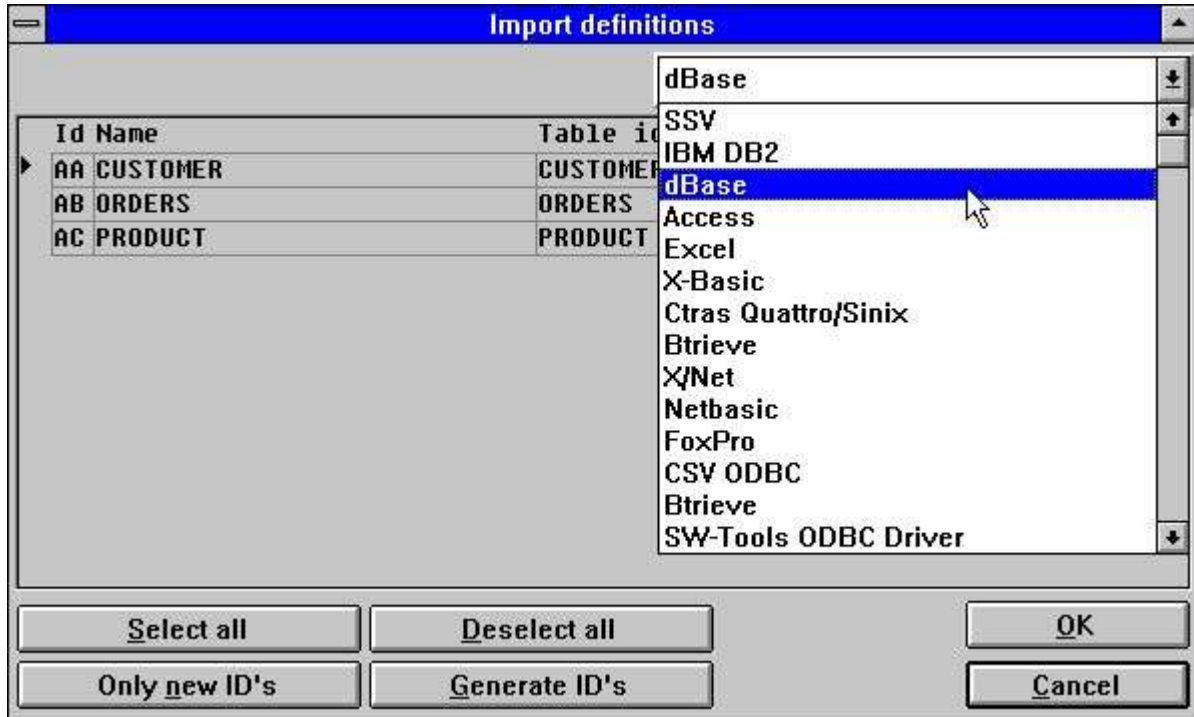 Import definitions
dBase
Id Name Table id
AA CUSTOMER CUSTOMER
AB ORDERS ORDERS
AC PRODUCT PRODUCT
SSV
IBM DB2
dBase
Access
Excel
X-Basic
Ctras Quattro/Sinix
Btrieve
X/Net
Netbasic
FoxPro
CSV ODBC
Btrieve
SW-Tools ODBC Driver
Select all Deselect all OK
Only new ID's Generate ID's Cancel